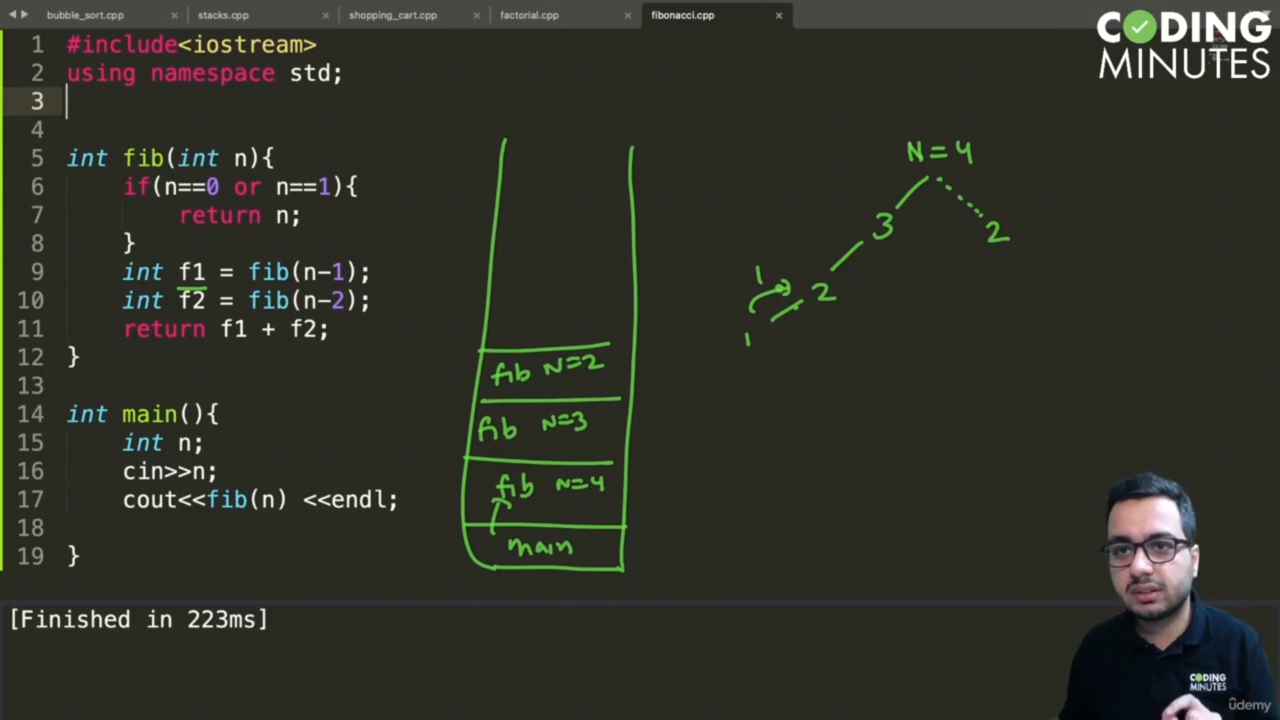 bubble_sort.cpp
stacks.cpp
shopping_cart.cpp
factorial.cpp
fibonacci.cpp
CODING
MINUTES
1 #include<iostream>
2 using namespace std;
3
4
5 int fib(int n){
6 if(n==0 or n==1){
7 return n;
8 }
9 int f1 = fib(n-1);
10 int f2 = fib(n-2);
11 return f1 + f2;
12 }
13
14 int main(){
15 int n;
16 cin>>n;
17 cout<<fib(n) <<endl;
18
19 }
fib N=2
fib N=3
fib N=4
main
N=4
3
2
1
2
1
[Finished in 223ms]
CODING
MINUTES
ûdemy